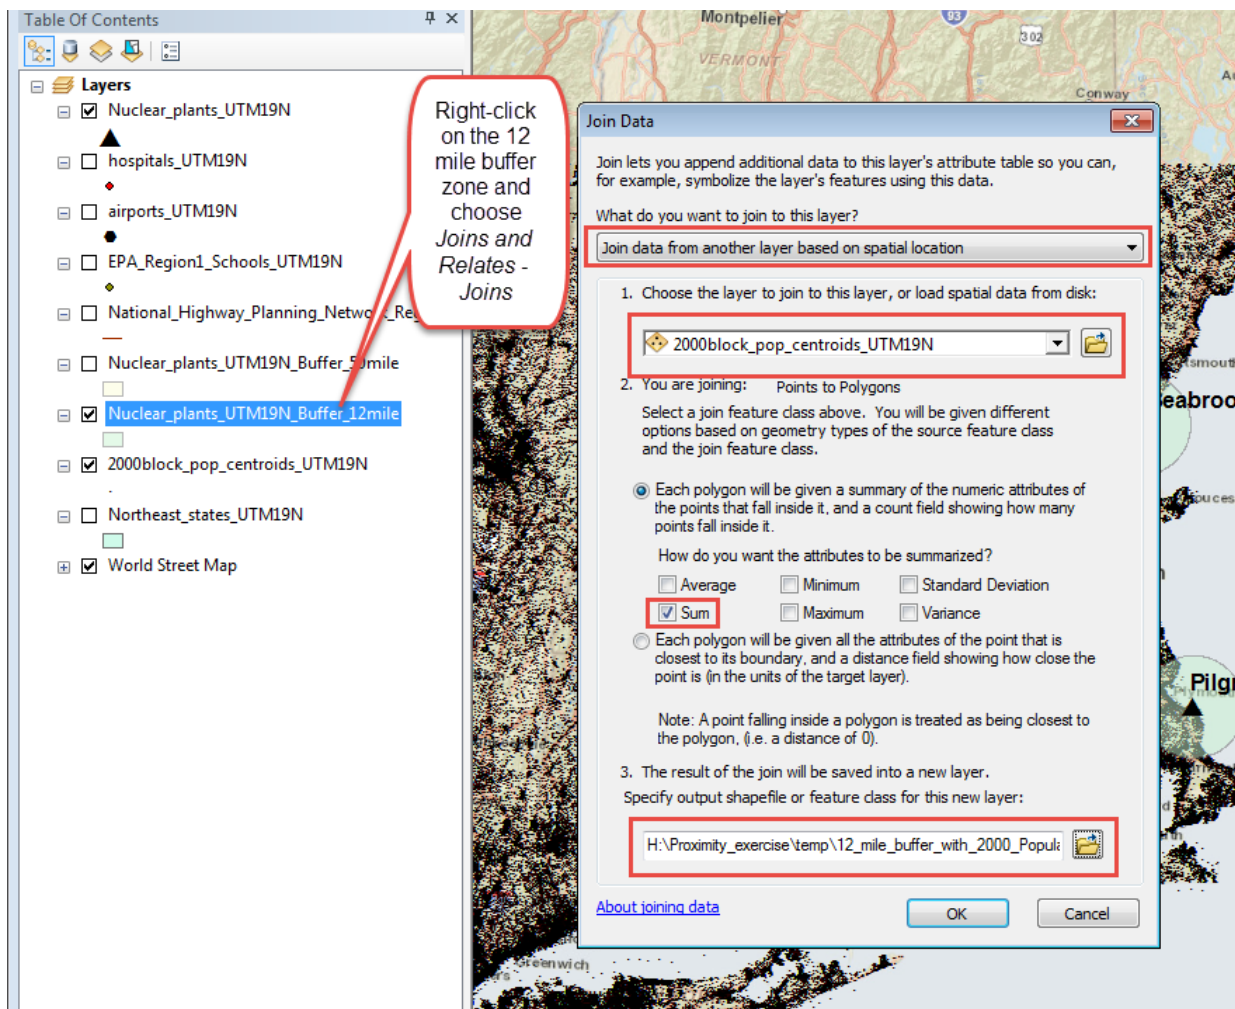 Table Of Contents
Layers
Nuclear_plants_UTM19N
hospitals_UTM19N
airports_UTM19N
EPA_Region1_Schools_UTM19N
National_Highway_Planning_Network_Reg
Nuclear_plants_UTM19N_Buffer_50mile
Nuclear_plants_UTM19N_Buffer_12mile
2000block_pop_centroids_UTM19N
Northeast_states_UTM19N
World Street Map
Right-click
on the 12
mile buffer
zone and
choose
Joins and
Relates -
Joins
Montpelier
93
302
VERMONT
Conway
Join Data
Join lets you append additional data to this layer's attribute table so you can,
for example, symbolize the layer's features using this data.
What do you want to join to this layer?
Join data from another layer based on spatial location
1. Choose the layer to join to this layer, or load spatial data from disk:
2000block_pop_centroids_UTM19N
2. You are joining: Points to Polygons
Select a join feature class above. You will be given different
options based on geometry types of the source feature class
and the join feature class.
Each polygon will be given a summary of the numeric attributes of
the points that fall inside it, and a count field showing how many
points fall inside it.
How do you want the attributes to be summarized?
Average Minimum Standard Deviation
Sum Maximum Variance
Each polygon will be given all the attributes of the point that is
closest to its boundary, and a distance field showing how close the
point is (in the units of the target layer).
Note: A point falling inside a polygon is treated as being closest to
the polygon, (i.e. a distance of 0).
3. The result of the join will be saved into a new layer.
Specify output shapefile or feature class for this new layer:
H:\Proximity_exercise\temp\12_mile_buffer_with_2000_Popula
About joining data
OK
Cancel
smout
eabroo
Pilgr
Greenwich